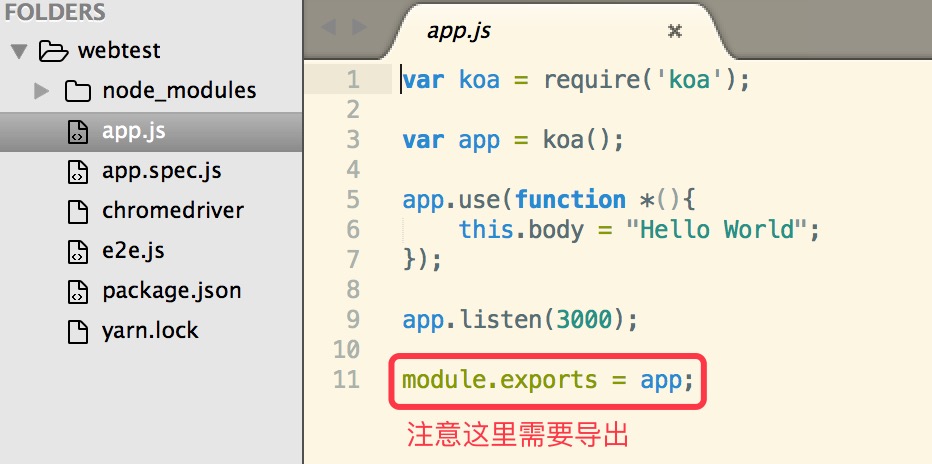 FOLDERS
webtest
node_modules
app.js
app.spec.js
chromedriver
e2e.js
package.json
yarn.lock
app.js
1 var koa = require('koa');
2
3 var app = koa();
4
5 app.use(function *(){
6     this.body = "Hello World";
7 });
8
9 app.listen(3000);
10
11 module.exports = app;
注意这里需要导出